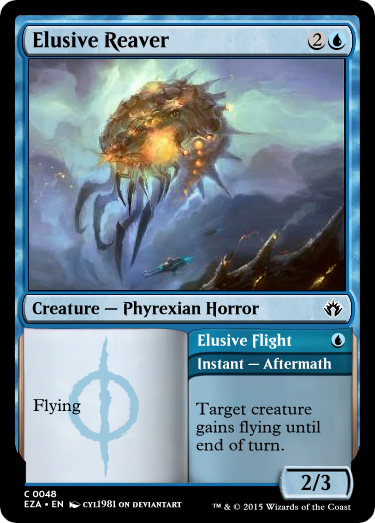 Elusive Reaver 2
Creature — Phyrexian Horror
Flying
Elusive Flight
Instant — Aftermath
Target creature
gains flying until
end of turn.
2/3
C 0048
EZA • EN CYL1981 ON DEVIANTART
™ & © 2015 Wizards of the Coast